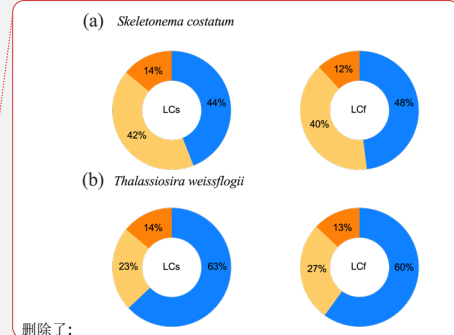 (a) Skeletonema costatum
14%
12%
44%
48%
LCs
LCf
42%
40%
(b) Thalassiosira weissflogii
14%
13%
23%
LCs
63%
27%
LCf
60%
删除了: